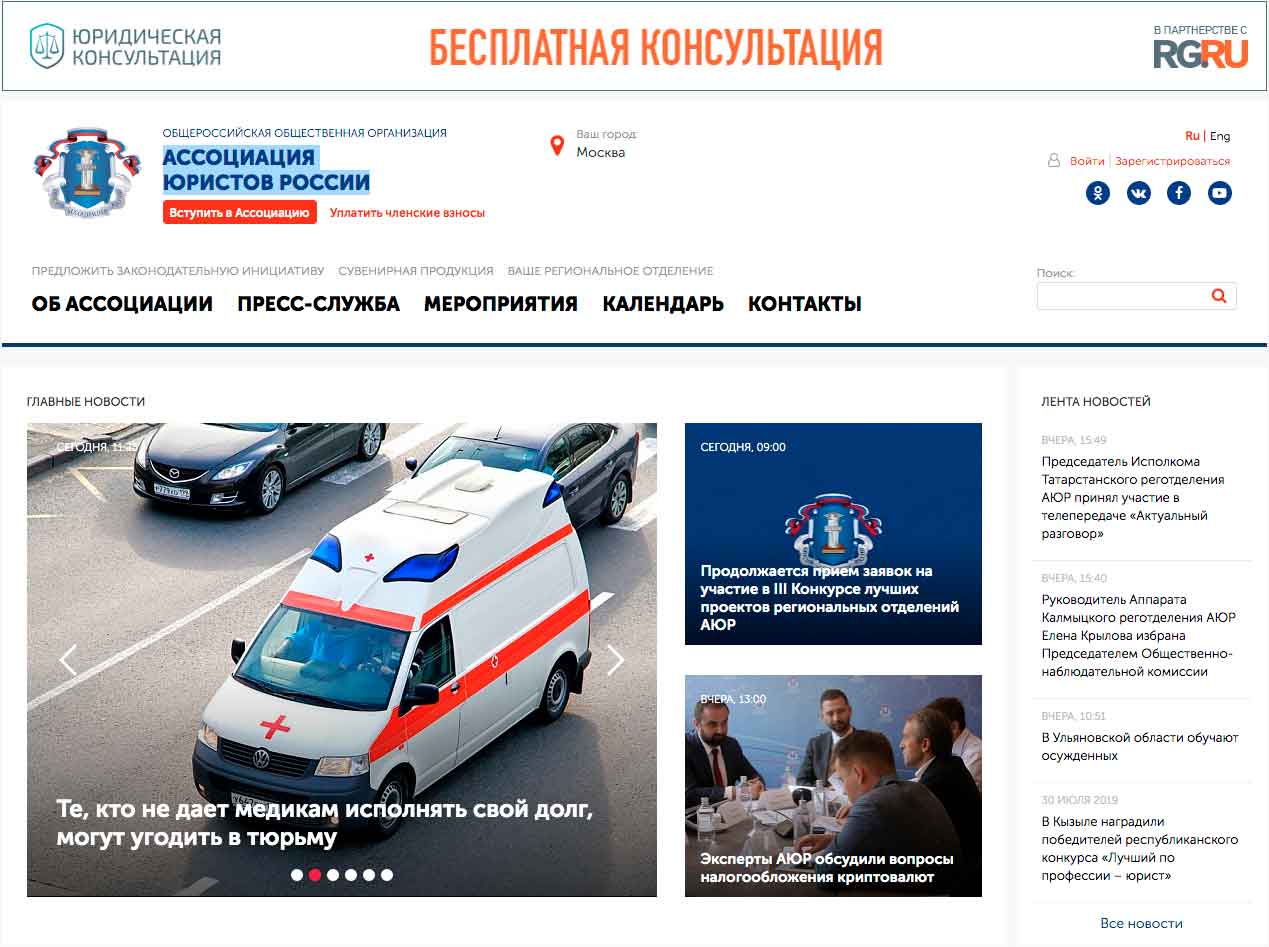 ЮРИДИЧЕСКАЯ
КОНСУЛЬТАЦИЯ
БЕСПЛАТНАЯ КОНСУЛЬТАЦИЯ
В ПАРТНЕРСТВЕ С
RG.RU
ОБЩЕРОССИЙСКАЯ ОБЩЕСТВЕННАЯ ОРГАНИЗАЦИЯ
АССОЦИАЦИЯ
ЮРИСТОВ РОССИИ
Вступить в Ассоциацию
Уплатить членские взносы
Ваш город:
Москва
Ru | Eng
Войти | Зарегистрироваться
ПРЕДЛОЖИТЬ ЗАКОНОДАТЕЛЬНУЮ ИНИЦИАТИВУ СУВЕНИРНАЯ ПРОДУКЦИЯ ВАШЕ РЕГИОНАЛЬНОЕ ОТДЕЛЕНИЕ
ОБ АССОЦИАЦИИ ПРЕСС-СЛУЖБА МЕРОПРИЯТИЯ КАЛЕНДАРЬ КОНТАКТЫ
Поиск:
ГЛАВНЫЕ НОВОСТИ
СЕГОДНЯ,
Те, кто не дает медикам исполнять свой долг,
могут угодить в тюрьму
СЕГОДНЯ, 09:00
Продолжается прием заявок на
участие в III Конкурсе лучших
проектов региональных отделений
АЮР
ВЧЕРА, 13:00
Эксперты АЮР обсудили вопросы
налогообложения криптовалют
ЛЕНТА НОВОСТЕЙ
ВЧЕРА, 15:49
Председатель Исполкома
Татарстанского реготделения
АЮР принял участие в
телепередаче «Актуальный
разговор»
ВЧЕРА, 15:40
Руководитель Аппарата
Калмыцкого реготделения АЮР
Елена Крылова избрана
Председателем Общественно-
наблюдательной комиссии
ВЧЕРА, 10:51
В Ульяновской области обучают
осужденных
30 ИЮЛЯ 2019
В Кызыле наградили
победителей республиканского
конкурса «Лучший по
профессии – юрист»
Все новости